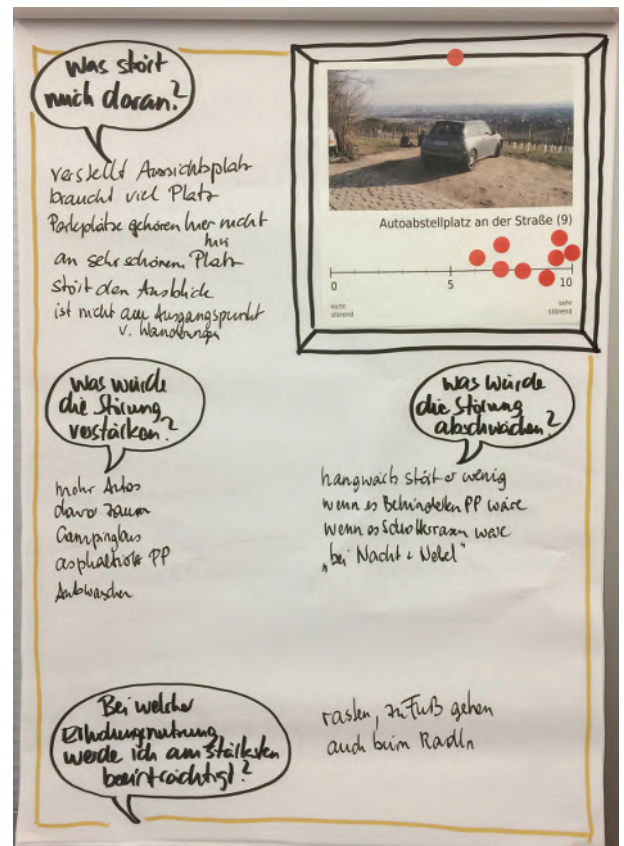 Was stört
mich daran?
verstellt Aussichtsplatz
braucht viel Platz
Parkplätze gehören hier nicht
hin
an sehr schönem Platz
stört den Ausblick
ist nicht am Ausgangspunkt
v. Wanderungen
Autoabstellplatz an der Straße (9)
0 5 10
nicht
störend
sehr
störend
Was würde
die Störung
verstärken?
mehr Autos
davor Zaun
Campingbus
asphaltierte PP
Autowaschen
Was würde
die Störung
abschwächen?
hangwärts stört er wenig
wenn es Behinderten PP wäre
wenn es Schotterrasen wäre
„bei Nacht + Nebel"
Bei welcher
Erholungsnutzung
werde ich am stärksten
beeinträchtigt?
rasten, zu Fuß gehen
auch beim Radln